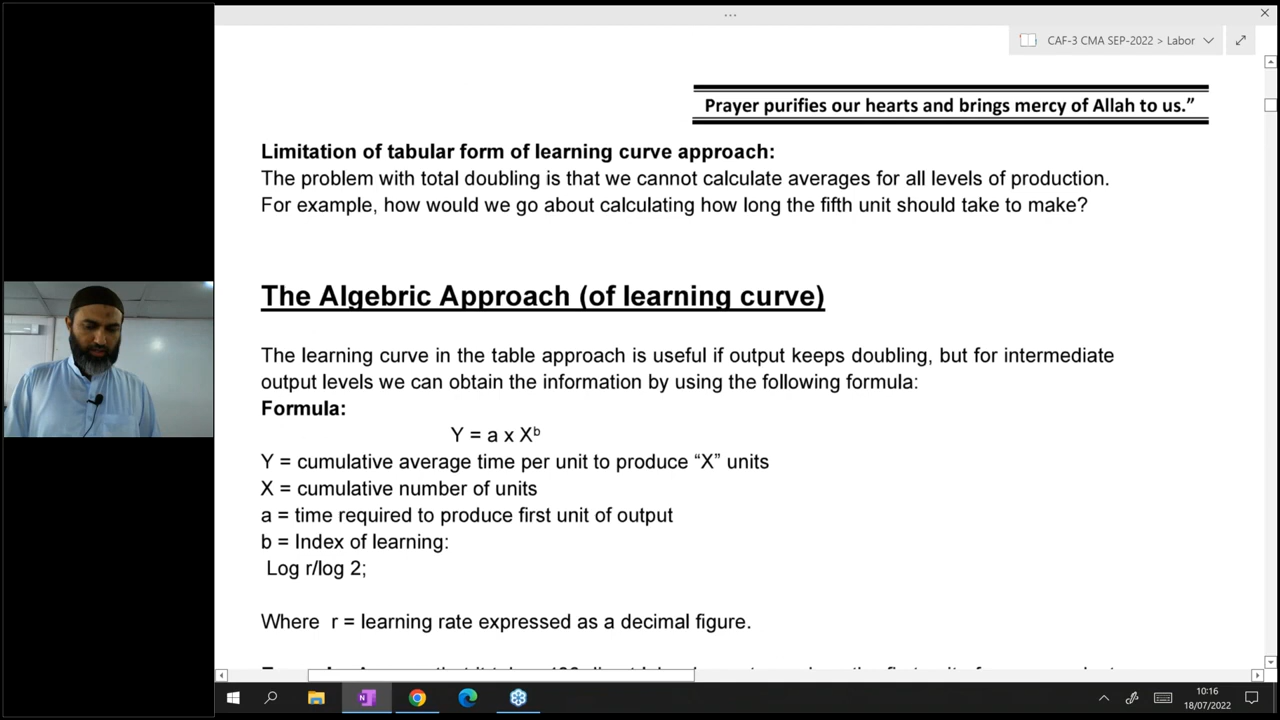 ...
CAF-3 CMA SEP-2022 > Labor
Prayer purifies our hearts and brings mercy of Allah to us.”
Limitation of tabular form of learning curve approach:
The problem with total doubling is that we cannot calculate averages for all levels of production.
For example, how would we go about calculating how long the fifth unit should take to make?
The Algebric Approach (of learning curve)
The learning curve in the table approach is useful if output keeps doubling, but for intermediate
output levels we can obtain the information by using the following formula:
Formula:
Y = a x Xᵇ
Y = cumulative average time per unit to produce “X” units
X = cumulative number of units
a = time required to produce first unit of output
b = Index of learning:
Log r/log 2;
Where r = learning rate expressed as a decimal figure.
10:16
18/07/2022